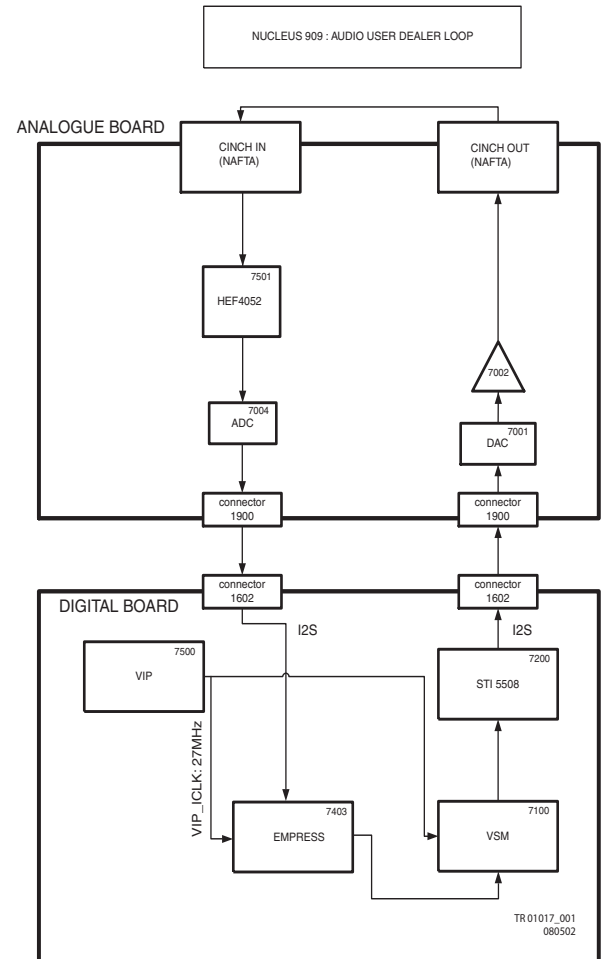 NUCLEUS 909 : AUDIO USER DEALER LOOP
ANALOGUE BOARD
CINCH IN
(NAFTA)
CINCH OUT
(NAFTA)
7501
HEF4052
7002
7004
ADC
7001
DAC
connector
1900
connector
1900
connector
1602
connector
1602
DIGITAL BOARD
I2S
I2S
7500
VIP
7200
STI 5508
VIP_ICLK: 27MHz
7403
EMPRESS
7100
VSM
TR 01017_001
080502